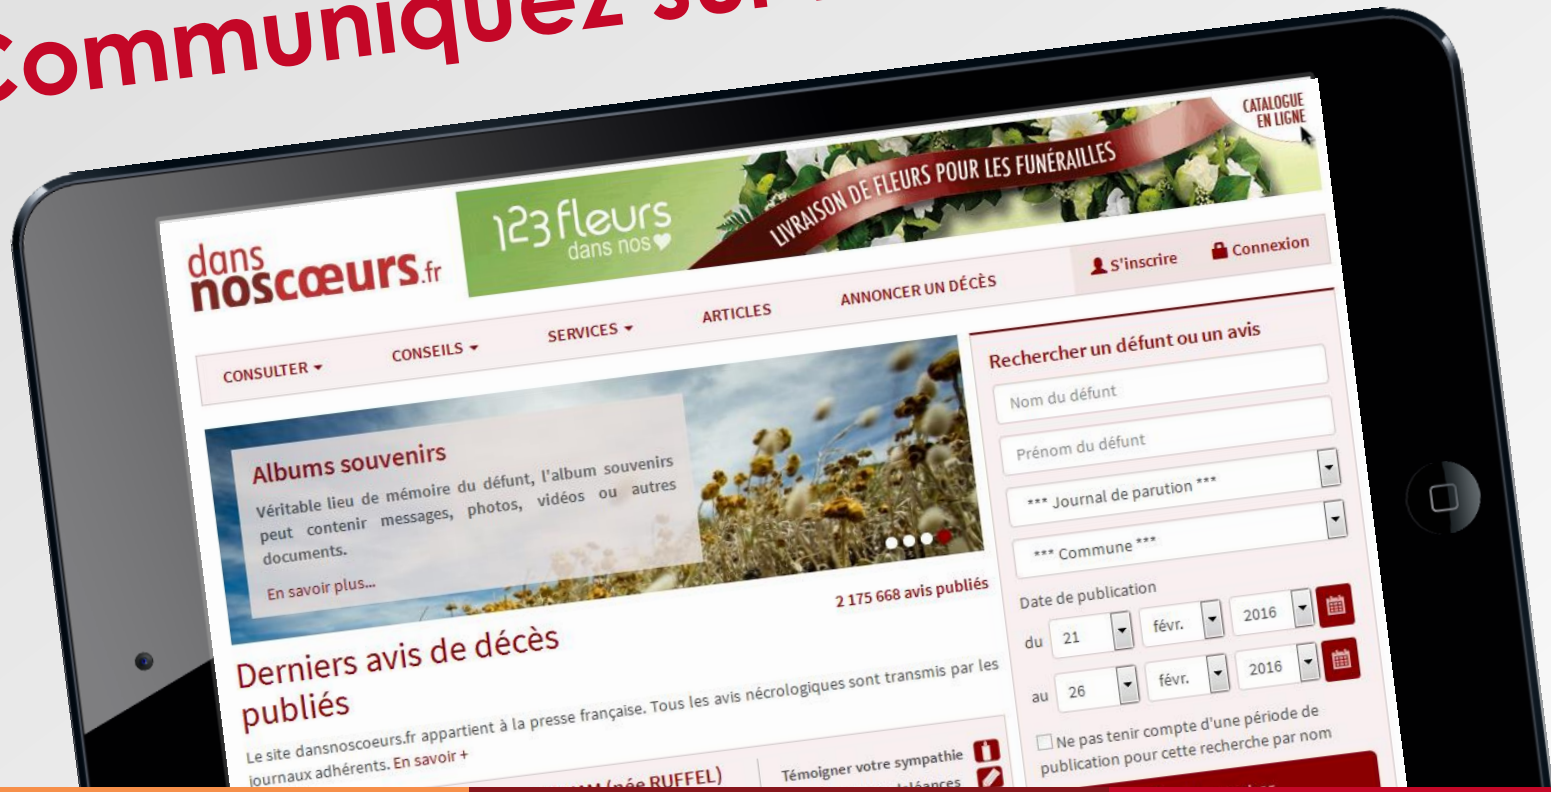 Communiquez sur
dans
noscœurs.fr
123 fleurs
dans nos
LIVRAISON DE FLEURS POUR LES FUNÉRAILLES
CATALOGUE
EN LIGNE
CONSULTER
CONSEILS
SERVICES
ARTICLES
ANNONCER UN DÉCÈS
S'inscrire
Connexion
Albums souvenirs
Véritable lieu de mémoire du défunt, l'album souvenirs
peut contenir messages, photos, vidéos ou autres
documents.
En savoir plus...
2 175 668 avis publiés
Derniers avis de décès
publiés
Le site dansnoscoeurs.fr appartient à la presse française. Tous les avis nécrologiques sont transmis par les
journaux adhérents. En savoir +
(née RUFFEL)
Témoigner votre sympathie
Rechercher un défunt ou un avis
Nom du défunt
Prénom du défunt
*** Journal de parution ***
*** Commune ***
Date de publication
du 21 févr. 2016
au 26 févr. 2016
Ne pas tenir compte d'une période de
publication pour cette recherche par nom